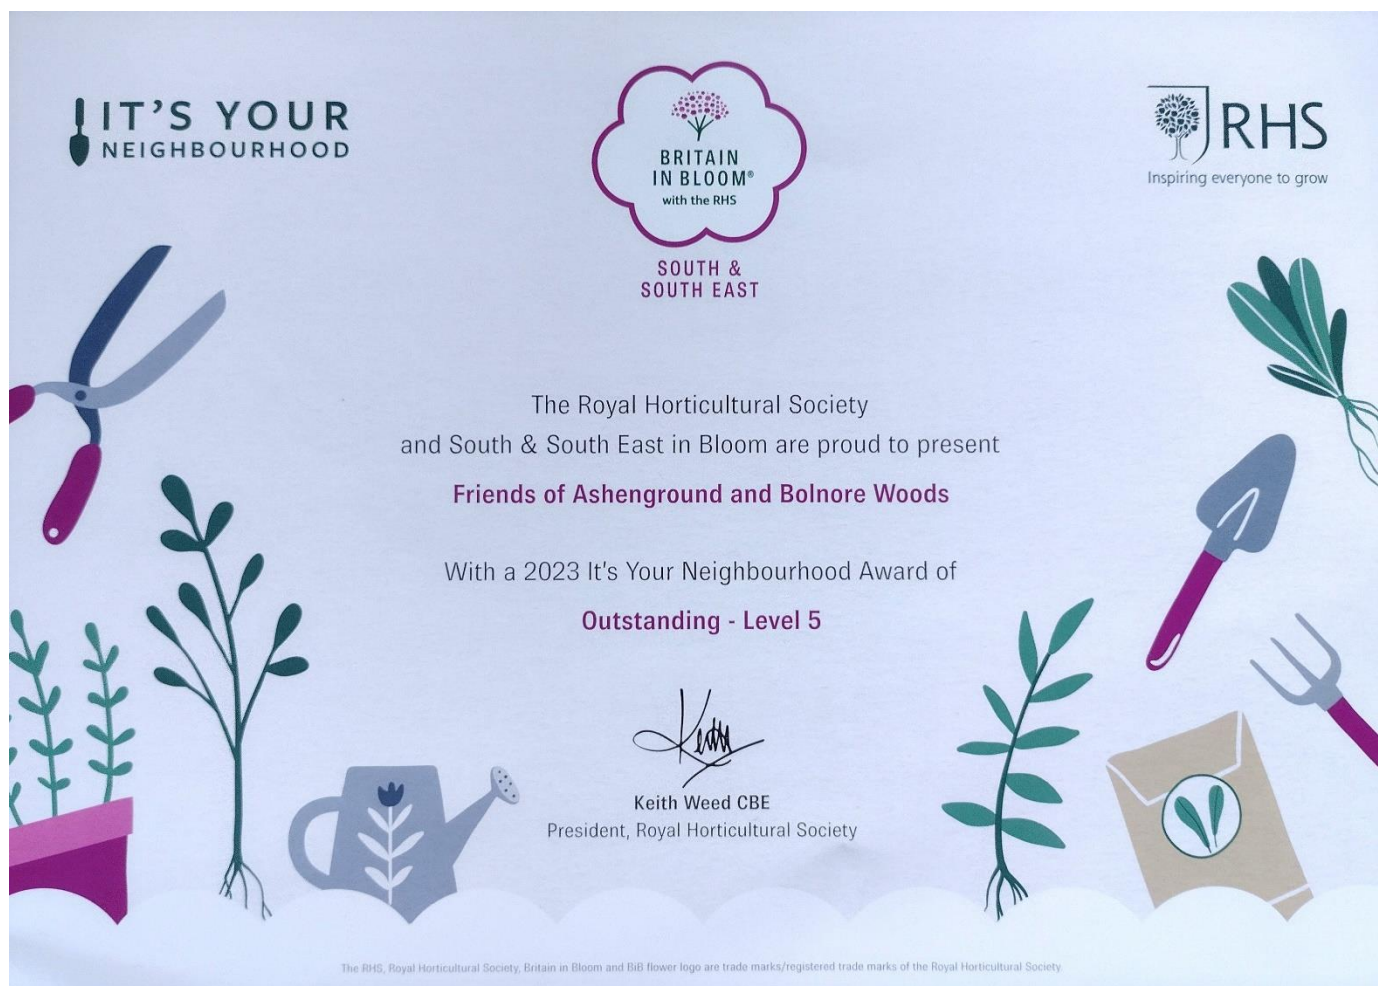 IT'S YOUR
NEIGHBOURHOOD
BRITAIN
IN BLOOM®
with the RHS
SOUTH &
SOUTH EAST
RHS
Inspiring everyone to grow
The Royal Horticultural Society
and South & South East in Bloom are proud to present
Friends of Ashenground and Bolnore Woods
With a 2023 It's Your Neighbourhood Award of
Outstanding - Level 5
Keith
Keith Weed CBE
President, Royal Horticultural Society
The RHS, Royal Horticultural Society, Britain in Bloom and BiB flower logo are trade marks/registered trade marks of the Royal Horticultural Society